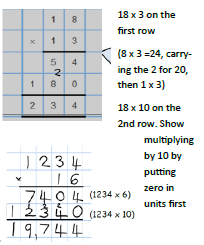 1 8
× 1 3
5 4
2
1 8 0
2 3 4
18 x 3 on the
first row
(8 x 3 =24, carry-
ing the 2 for 20,
then 1 x 3)
18 x 10 on the
2nd row. Show
multiplying
by 10 by
putting
zero in
units first
1 2 3 4
× 1 6
7 4 0 4 (1234 x 6)
1 2 3 4 0 (1234 x 10)
1 9,7 4 4